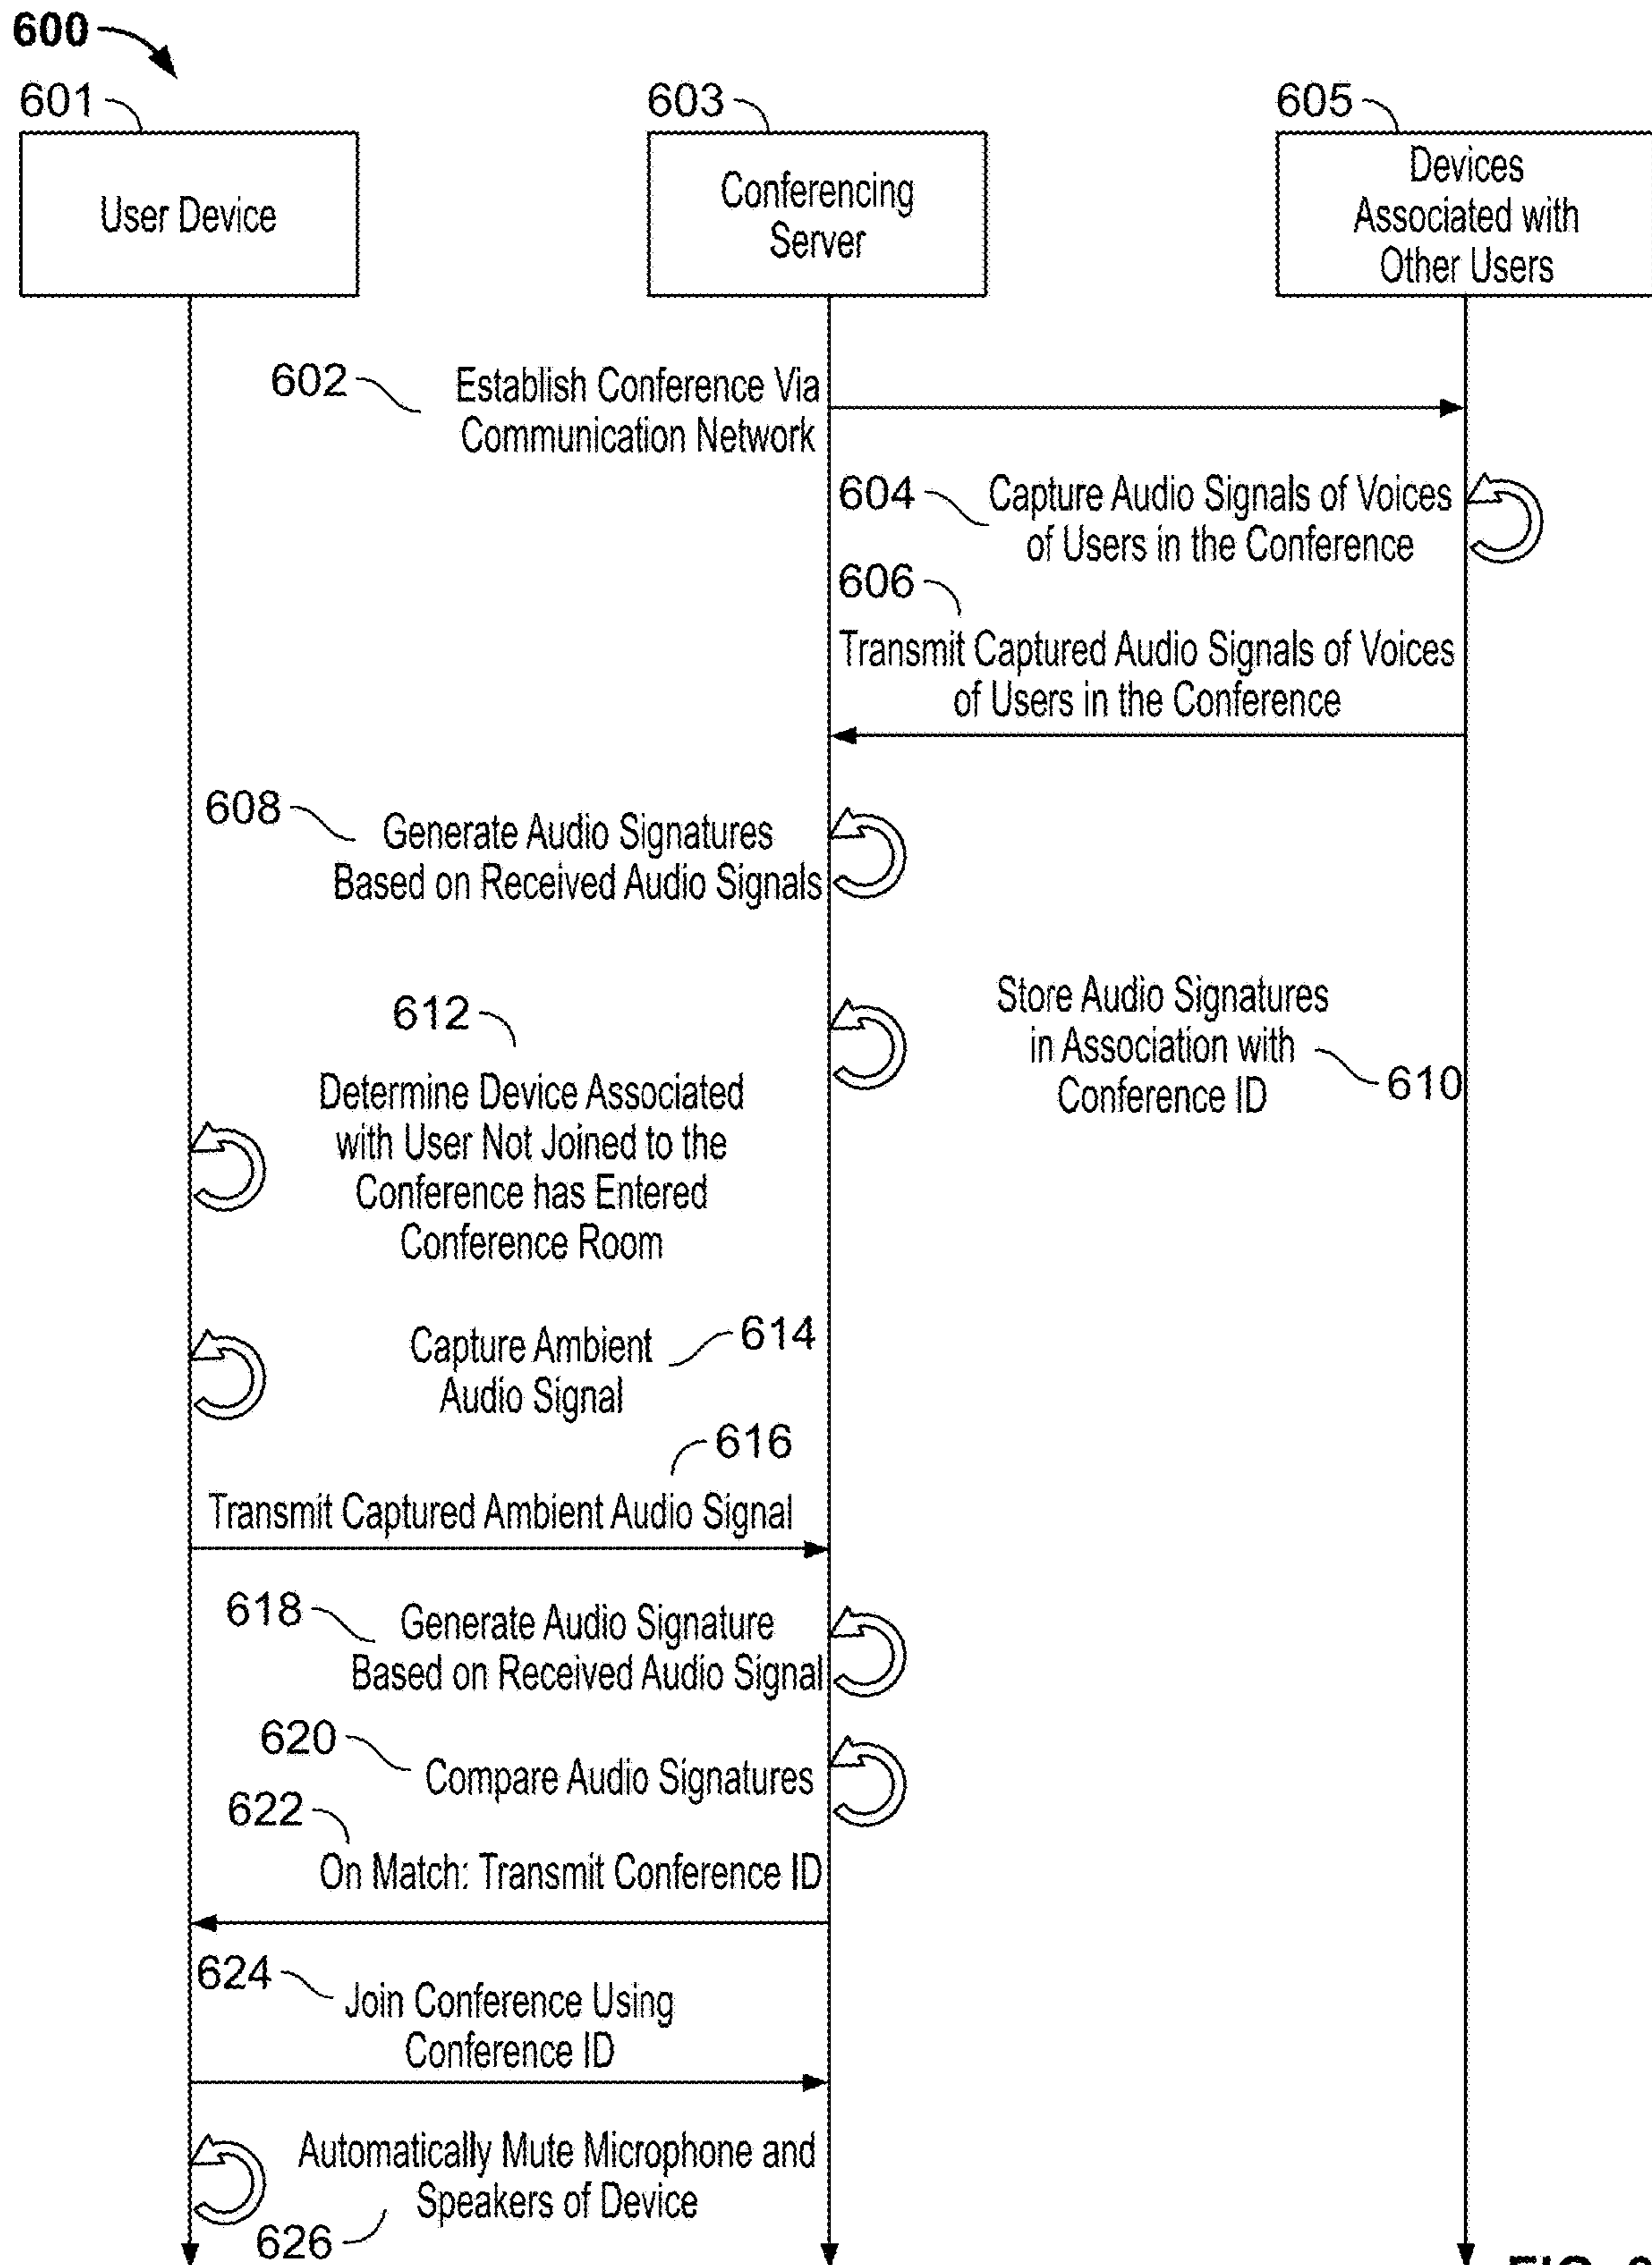 600
601
603
605
User Device
Conferencing
Server
Devices
Associated with
Other Users
602
Establish Conference Via
Communication Network
604
Capture Audio Signals of Voices
of Users in the Conference
606
Transmit Captured Audio Signals of Voices
of Users in the Conference
608
Generate Audio Signatures
Based on Received Audio Signals
Store Audio Signatures
in Association with
Conference ID
610
612
Determine Device Associated
with User Not Joined to the
Conference has Entered
Conference Room
Capture Ambient
Audio Signal
614
616
Transmit Captured Ambient Audio Signal
618
Generate Audio Signature
Based on Received Audio Signal
620
Compare Audio Signatures
622
On Match: Transmit Conference ID
624
Join Conference Using
Conference ID
Automatically Mute Microphone and
Speakers of Device
626